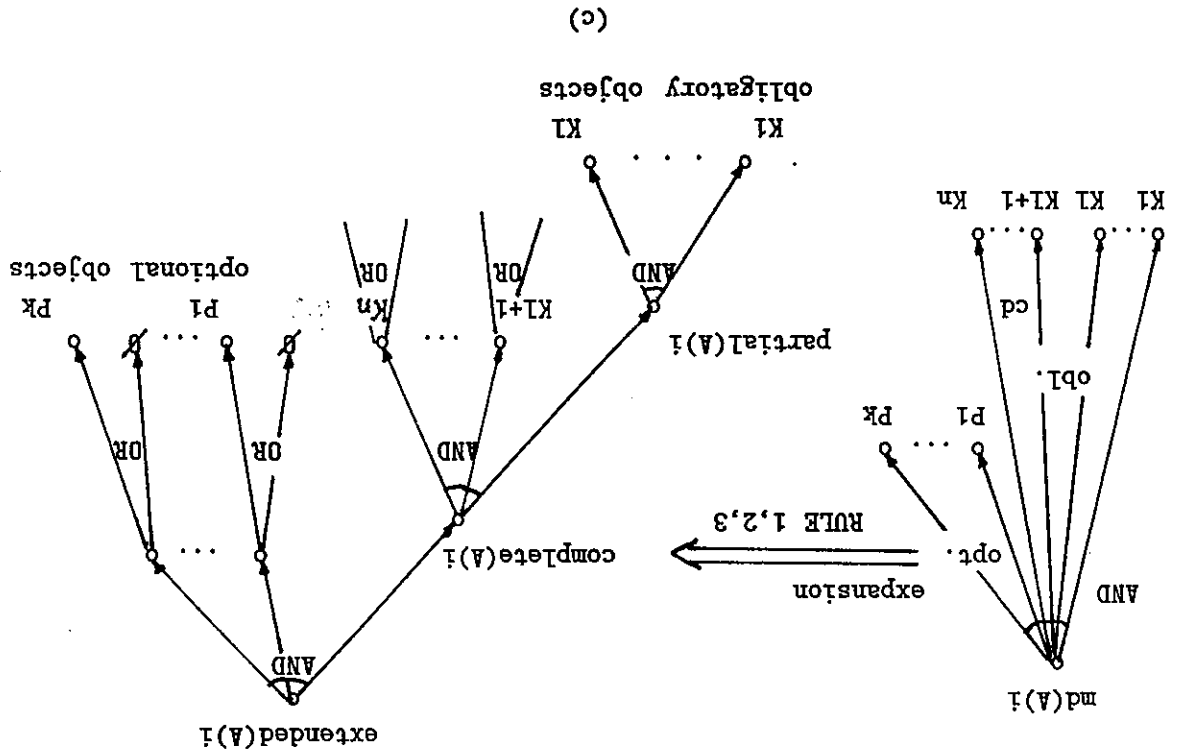 extended(A)i
md(A)i
AND
AND
expansion
opt.
complete(A)i
RULE 1,2,3
AND
OR
OR
P1 ... Pk
obl.
partial(A)i
cd
Kl+1 ... Kn
P1 ... Pk
AND
OR
OR
optional objects
K1 ... Kl Kl+1 ... Kn
K1 .... Kl
obligatory objects
(c)